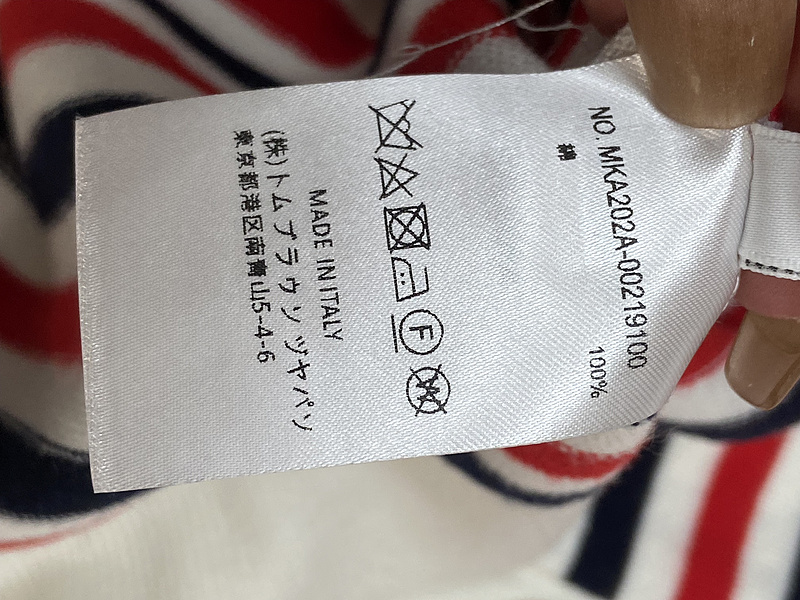 NO. MKA202A-00219100
綿 100%
MADE IN ITALY
(株)トムブラウンジャパン
東京都港区南青山5-4-6